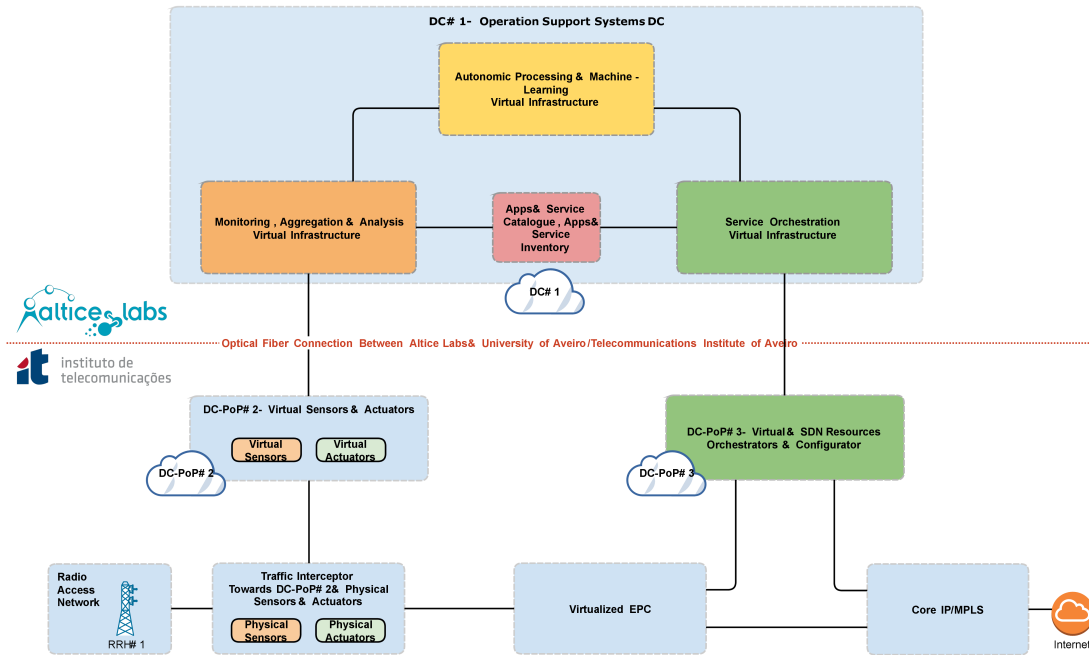 DC# 1- Operation Support Systems DC
Autonomic Processing & Machine -
Learning
Virtual Infrastructure
Monitoring , Aggregation & Analysis
Virtual Infrastructure
Apps& Service
Catalogue , Apps&
Service
Inventory
Service Orchestration
Virtual Infrastructure
DC# 1
altice labs
Optical Fiber Connection Between Altice Labs& University of Aveiro/Telecommunications Institute of Aveiro
it
instituto de
telecomunicações
DC-PoP# 2- Virtual Sensors & Actuators
Virtual
Sensors
Virtual
Actuators
DC-PoP# 2
DC-PoP# 3- Virtual & SDN Resources
Orchestrators & Configurator
DC-PoP# 3
Radio
Access
Network
RRH# 1
Traffic Interceptor
Towards DC-PoP# 2& Physical
Sensors & Actuators
Physical
Sensors
Physical
Actuators
Virtualized EPC
Core IP/MPLS
Internet